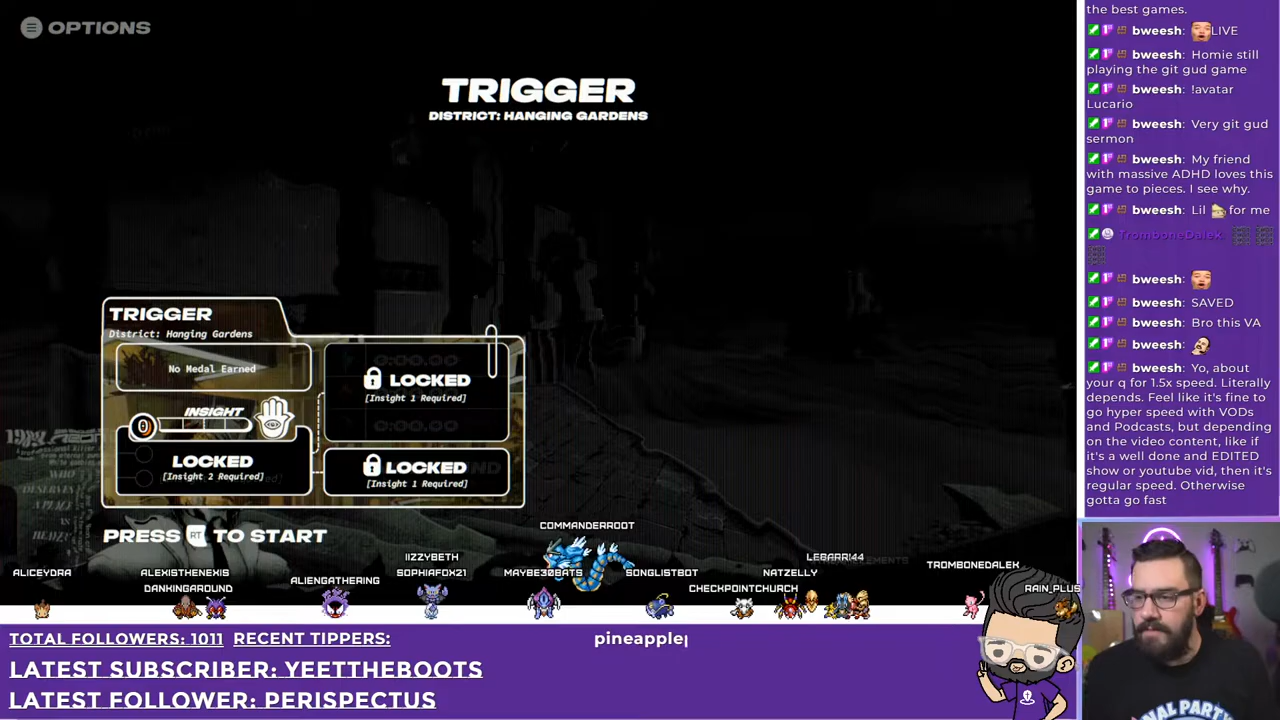 OPTIONS
TRIGGER
DISTRICT: HANGING GARDENS
TRIGGER
District: Hanging Gardens
No Medal Earned
INSIGHT
0
LOCKED
[Insight 2 Required]
LOCKED
[Insight 1 Required]
LOCKED
[Insight 1 Required]
PRESS RT TO START
COMMANDERROOT
IIZZYBETH
LEBARR!44
ALICEYDRA
ALEXISTHENEXIS
SOPHIAFOX21
MAYBE30BATS
SONGLISTBOT
NATZELLY
TROMBONEDALEK
DANKINGAROUND
ALIENGATHERING
CHECKPOINTCHURCH
RAIN_PLUS
TOTAL FOLLOWERS: 1011 RECENT TIPPERS:
pineapplep
LATEST SUBSCRIBER: YEETTHEBOOTS
LATEST FOLLOWER: PERISPECTUS
the best games.
bweesh: LIVE
bweesh: Homie still
playing the git gud game
bweesh: !avatar
Lucario
bweesh: Very git gud
sermon
bweesh: My friend
with massive ADHD loves this
game to pieces. I see why.
bweesh: Lil for me
TromboneDalek
bweesh:
bweesh: SAVED
bweesh: Bro this VA
bweesh:
bweesh: Yo, about
your q for 1.5x speed. Literally
depends. Feel like it's fine to
go hyper speed with VODs
and Podcasts, but depending
on the video content, like if
it's a well done and EDITED
show or youtube vid, then it's
regular speed. Otherwise
gotta go fast